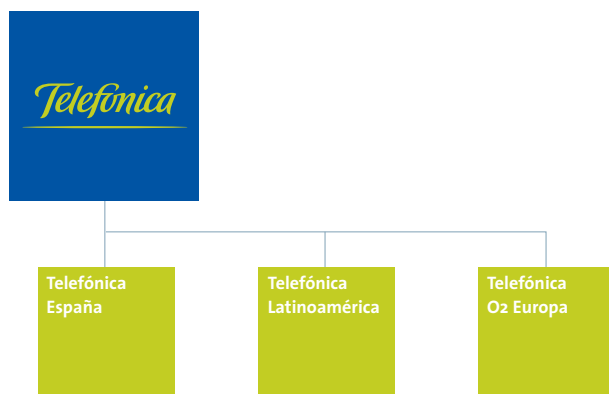 Telefónica
Telefónica
España
Telefónica
Latinoamérica
Telefónica
O2 Europa